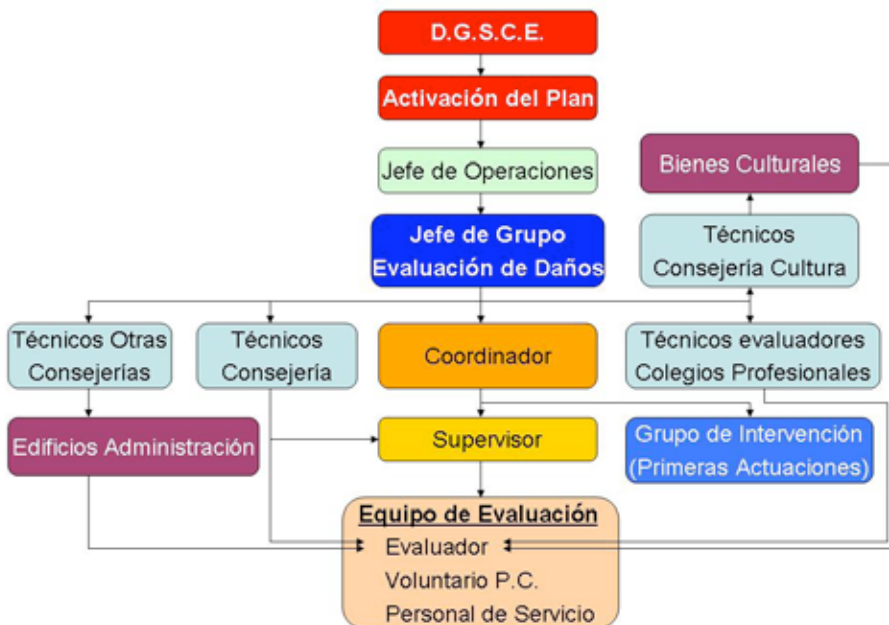 D.G.S.C.E.
Activación del Plan
Jefe de Operaciones
Bienes Culturales
Jefe de Grupo
Evaluación de Daños
Técnicos
Consejería Cultura
Técnicos Otras
Consejerías
Técnicos
Consejería
Coordinador
Técnicos evaluadores
Colegios Profesionales
Edificios Administración
Supervisor
Grupo de Intervención
(Primeras Actuaciones)
Equipo de Evaluación
Evaluador
Voluntario P.C.
Personal de Servicio